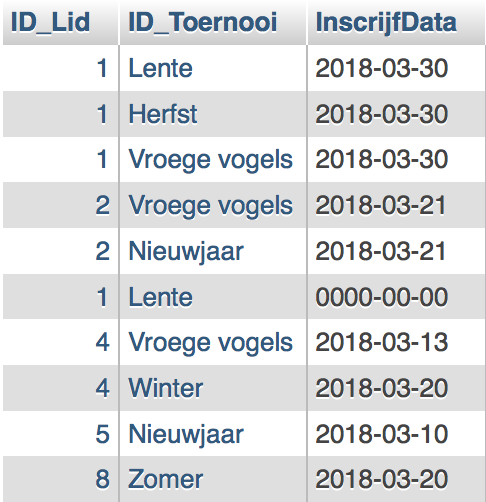 ID_Lid ID_Toernooi InscrijfData
1 Lente 2018-03-30
1 Herfst 2018-03-30
1 Vroege vogels 2018-03-30
2 Vroege vogels 2018-03-21
2 Nieuwjaar 2018-03-21
1 Lente 0000-00-00
4 Vroege vogels 2018-03-13
4 Winter 2018-03-20
5 Nieuwjaar 2018-03-10
8 Zomer 2018-03-20